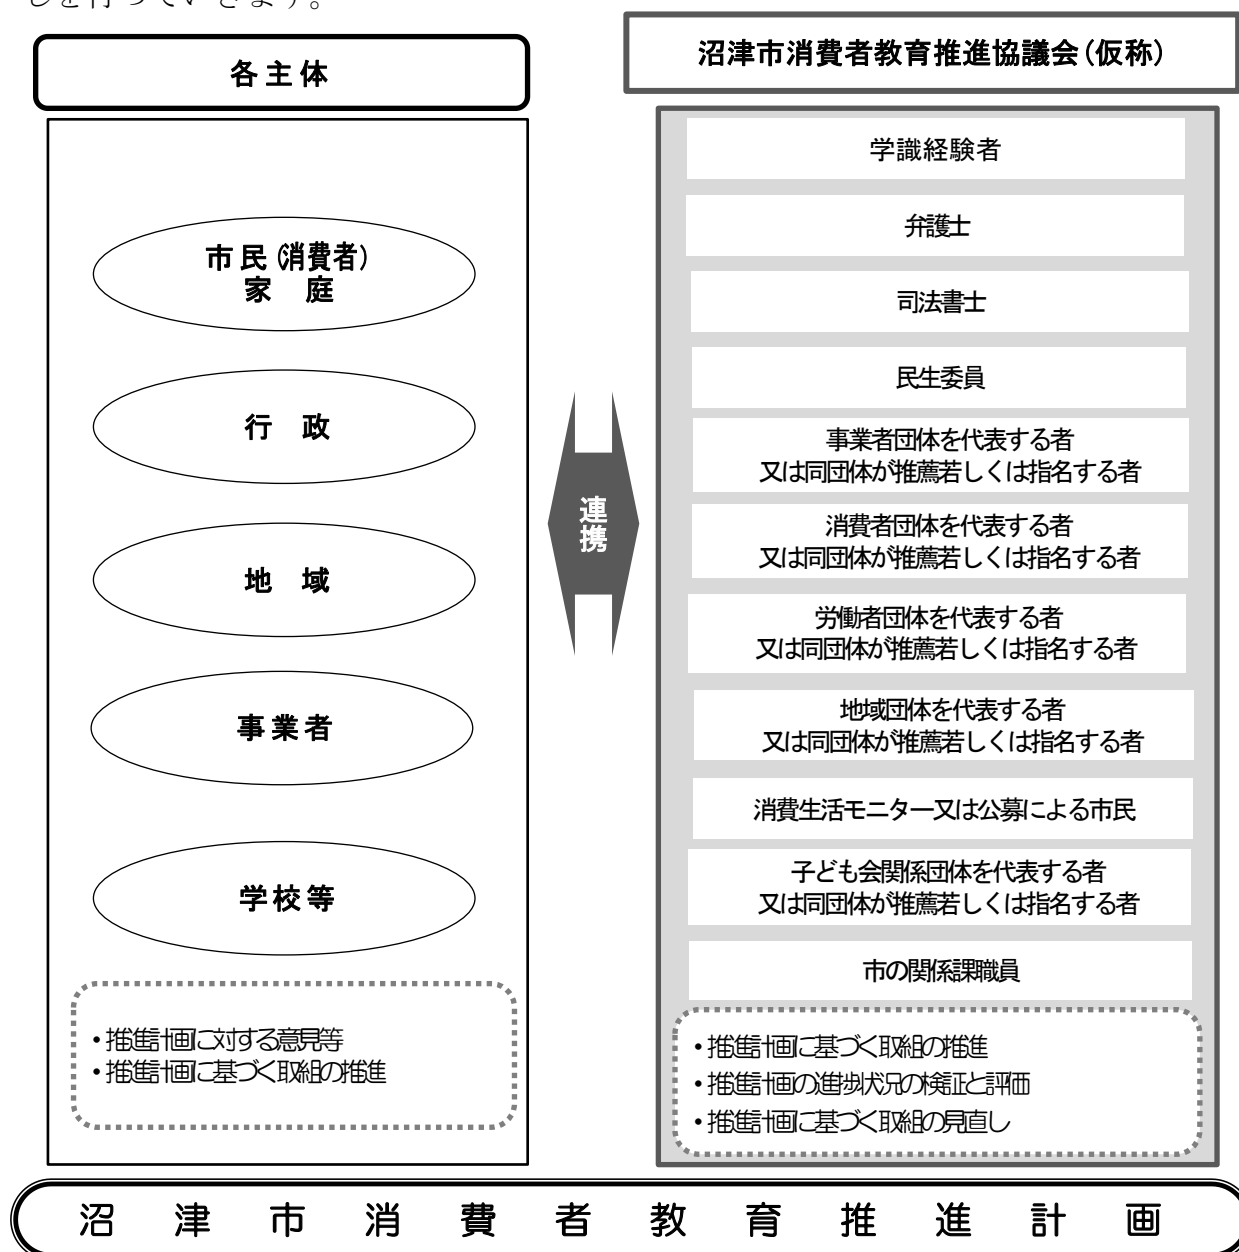 しを行っていきます。
各主体
市民(消費者)
家 庭
行 政
地 域
事業者
学校等
・推進計画に対する意見等
・推進計画に基づく取組の推進
連携
沼津市消費者教育推進協議会(仮称)
学識経験者
弁護士
司法書士
民生委員
事業者団体を代表する者
又は同団体が推薦若しくは指名する者
消費者団体を代表する者
又は同団体が推薦若しくは指名する者
労働者団体を代表する者
又は同団体が推薦若しくは指名する者
地域団体を代表する者
又は同団体が推薦若しくは指名する者
消費生活モニター又は公募による市民
子ども会関係団体を代表する者
又は同団体が推薦若しくは指名する者
市の関係課職員
・推進計画に基づく取組の推進
・推進計画の進歩状況の検証と評価
・推進計画に基づく取組の見直し
沼津市消費者教育推進計画